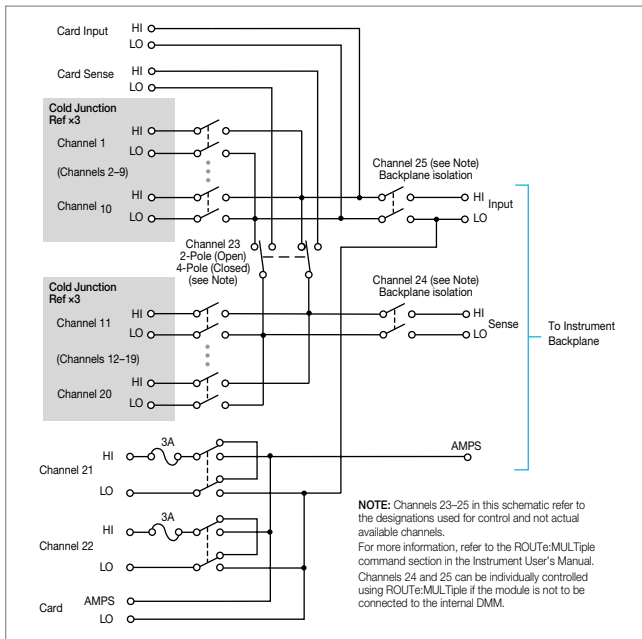 Card Input HI
LO
Card Sense HI
LO
Cold Junction
Ref ×3
Channel 1 HI
LO
(Channels 2–9)
Channel 10 HI
LO
Channel 25 (see Note)
Backplane isolation
HI
LO
Input
Channel 23
2-Pole (Open)
4-Pole (Closed)
(see Note)
Cold Junction
Ref ×3
Channel 11 HI
LO
(Channels 12–19)
Channel 20 HI
LO
Channel 24 (see Note)
Backplane isolation
HI
LO
Sense
To Instrument
Backplane
Channel 21 HI 3A
LO
AMPS
Channel 22 HI 3A
LO
Card AMPS
LO
NOTE: Channels 23–25 in this schematic refer to
the designations used for control and not actual
available channels.
For more information, refer to the ROUTe:MULTiple
command section in the Instrument User's Manual.
Channels 24 and 25 can be individually controlled
using ROUTe:MULTiple if the module is not to be
connected to the internal DMM.